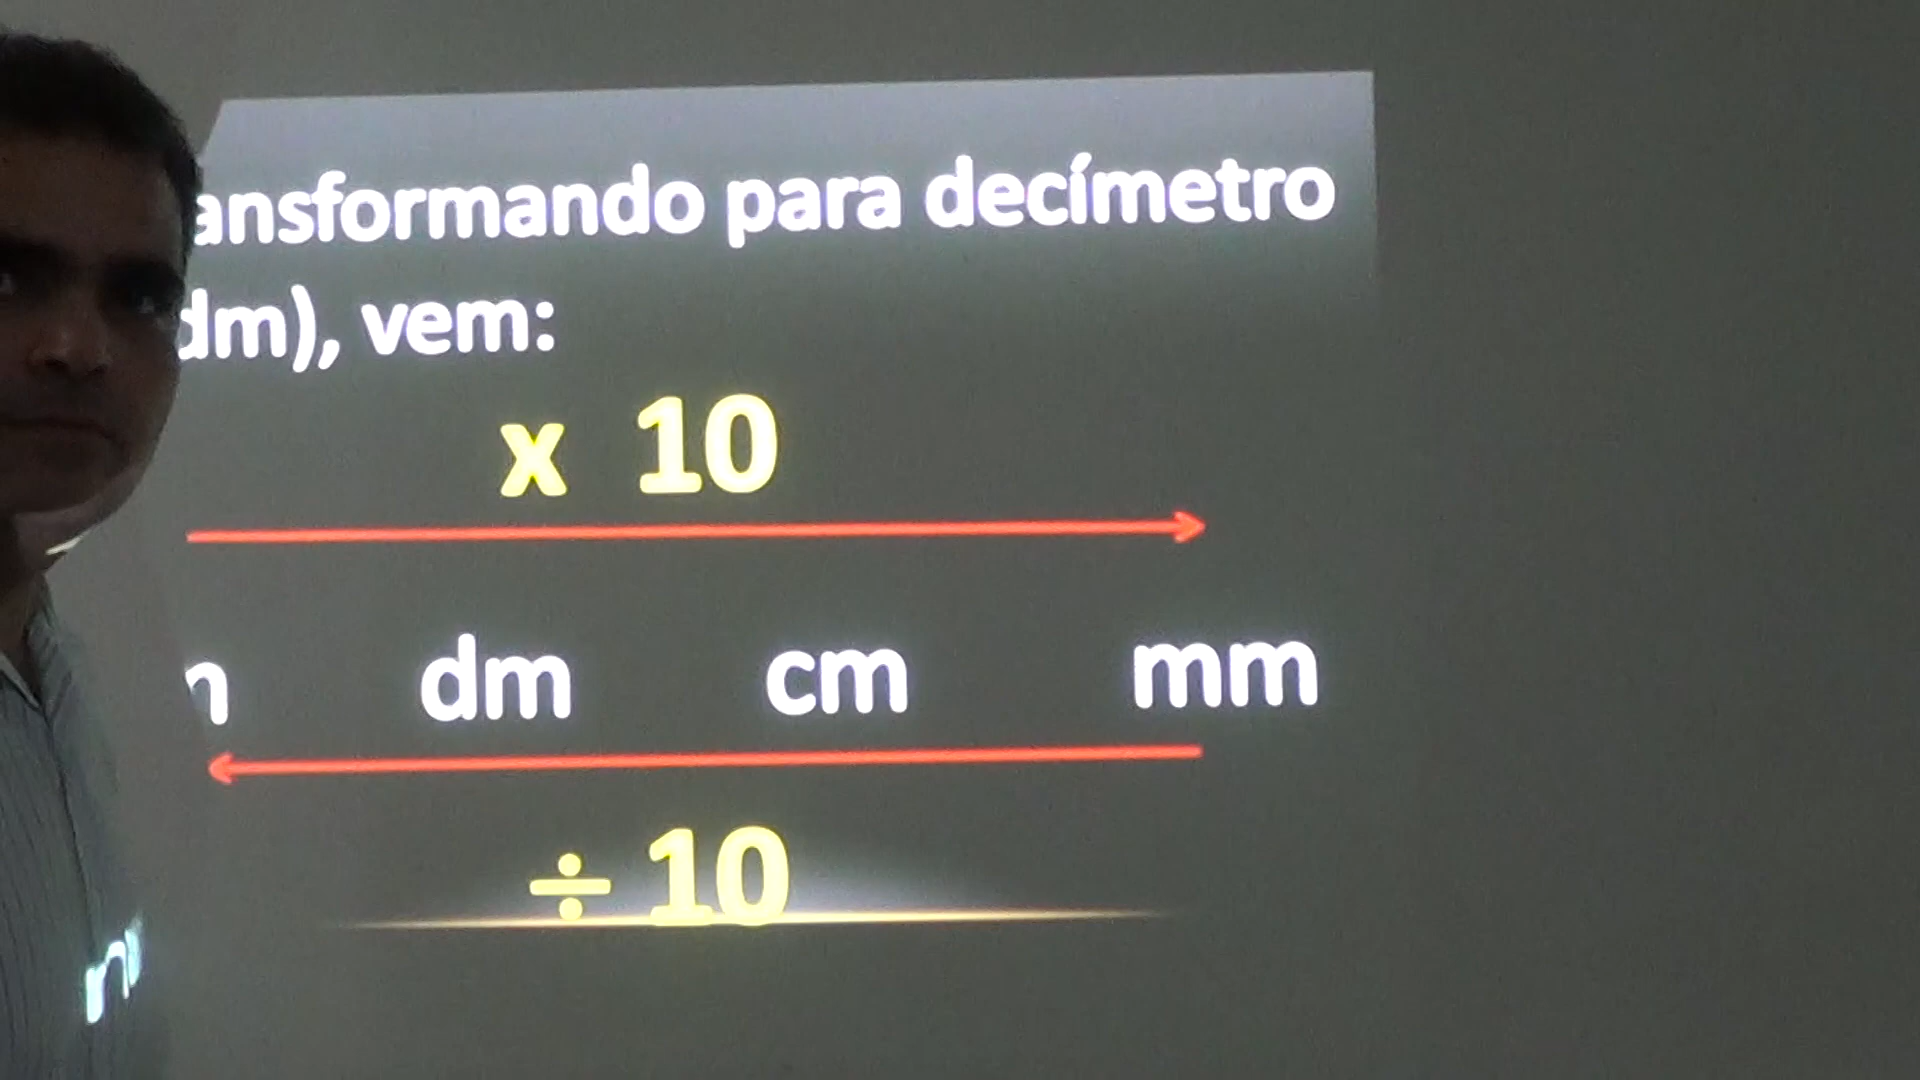 ansformando para decímetro
dm), vem:
x 10
dm cm mm
÷ 10